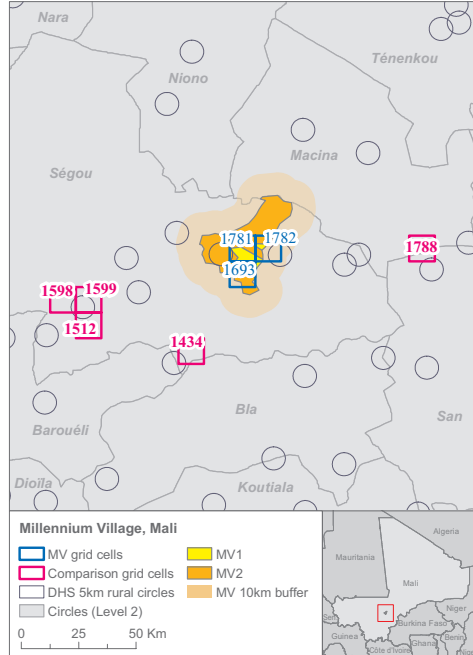 Nara
Ténenkou
Niono
Macina
Ségou
1781
1782
1788
1693
1598
1599
1512
1434
Bla
San
Barouéli
Dioïla
Koutiala
Millennium Village, Mali
MV grid cells
MV1
Comparison grid cells
MV2
DHS 5km rural circles
MV 10km buffer
Circles (Level 2)
0 25 50 Km
Algeria
Mauritania
Mali
Niger
Sen
Burkina Faso
Guinea
Benin
Ghana
Côte d'Ivoire